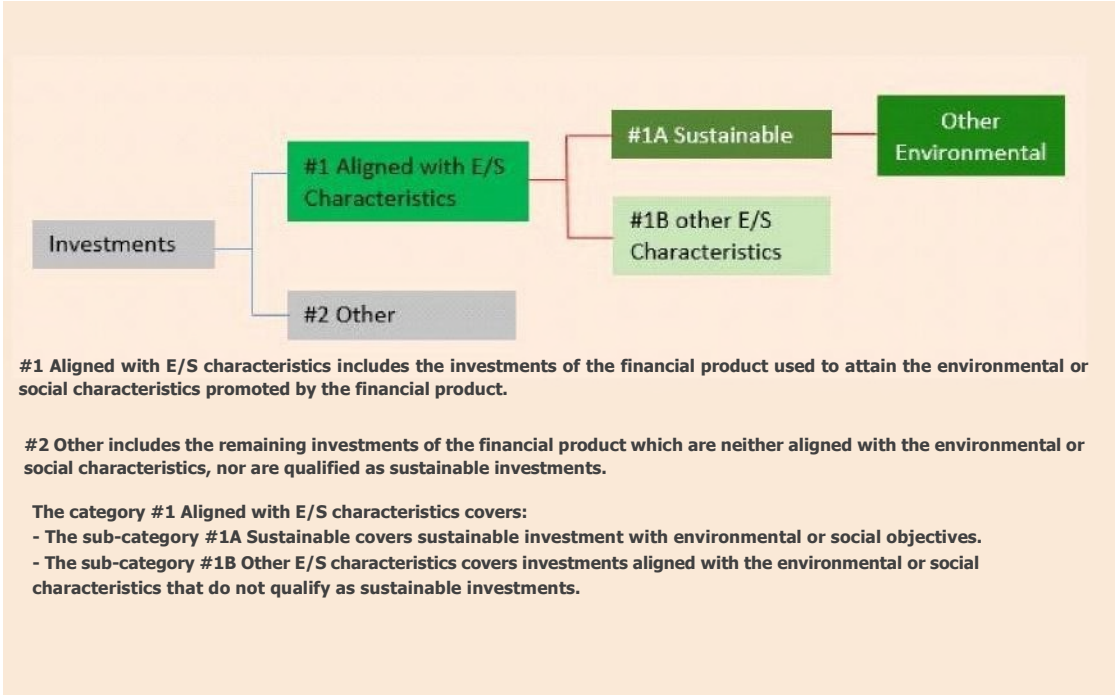 Other
Environmental
#1A Sustainable
#1 Aligned with E/S
Characteristics
#1B other E/S
Characteristics
Investments
#2 Other
#1 Aligned with E/S characteristics includes the investments of the financial product used to attain the environmental or
social characteristics promoted by the financial product.
#2 Other includes the remaining investments of the financial product which are neither aligned with the environmental or
social characteristics, nor are qualified as sustainable investments.
The category #1 Aligned with E/S characteristics covers:
- The sub-category #1A Sustainable covers sustainable investment with environmental or social objectives.
- The sub-category #1B Other E/S characteristics covers investments aligned with the environmental or social
characteristics that do not qualify as sustainable investments.